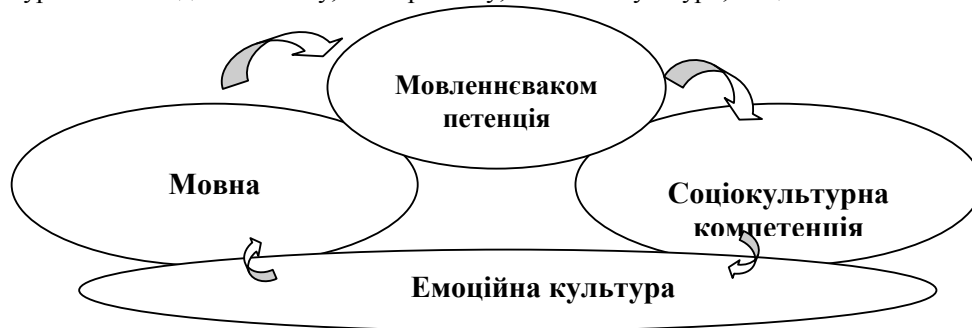 Мовленнєваком
петенція
Мовна
Соціокультурна
компетенція
Емоційна культура